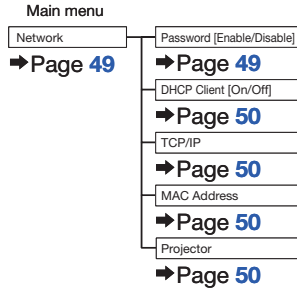 Main menu
Network
➡Page 49
Password [Enable/Disable]
➡Page 49
DHCP Client [On/Off]
➡Page 50
TCP/IP
➡Page 50
MAC Address
➡Page 50
Projector
➡Page 50